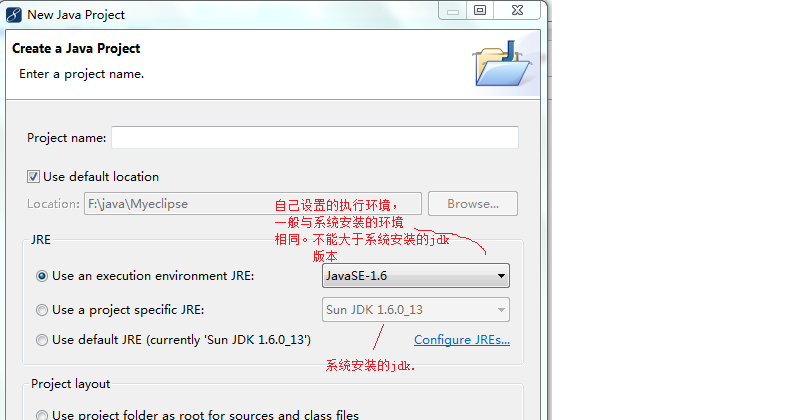 New Java Project
Create a Java Project
Enter a project name.
Project name:
Use default location
Location: F:\java\Myeclipse Browse...
自己设置的执行环境，
一般与系统安装的环境
相同。不能大于系统安装的jdk
版本
JRE
Use an execution environment JRE: JavaSE-1.6
Use a project specific JRE: Sun JDK 1.6.0_13
Use default JRE (currently 'Sun JDK 1.6.0_13') Configure JREs...
系统安装的jdk.
Project layout
Use project folder as root for sources and class files